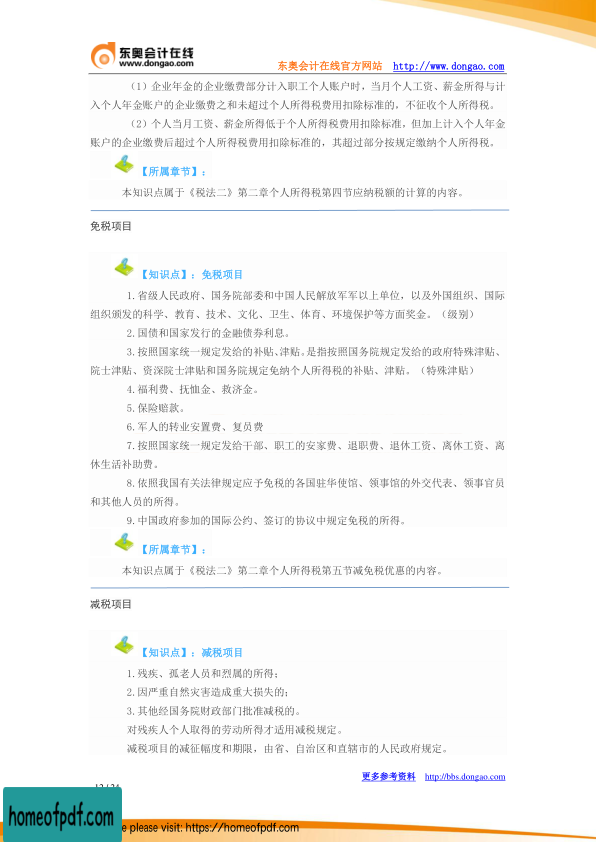 东奥会计在线
www.dongao.com
东奥会计在线官方网站 http://www.dongao.com
（1）企业年金的企业缴费部分计入职工个人账户时，当月个人工资、薪金所得与计
入个人年金账户的企业缴费之和未超过个人所得税费用扣除标准的，不征收个人所得税。
（2）个人当月工资、薪金所得低于个人所得税费用扣除标准，但加上计入个人年金
账户的企业缴费后超过个人所得税费用扣除标准的，其超过部分按规定缴纳个人所得税。
【所属章节】：
本知识点属于《税法二》第二章个人所得税第四节应纳税额的计算的内容。
免税项目
【知识点】：免税项目
1.省级人民政府、国务院部委和中国人民解放军军以上单位，以及外国组织、国际
组织颁发的科学、教育、技术、文化、卫生、体育、环境保护等方面奖金。（级别）
2.国债和国家发行的金融债券利息。
3.按照国家统一规定发给的补贴、津贴。是指按照国务院规定发给的政府特殊津贴、
院士津贴、资深院士津贴和国务院规定免纳个人所得税的补贴、津贴。（特殊津贴）
4.福利费、抚恤金、救济金。
5.保险赔款。
6.军人的转业安置费、复员费
7.按照国家统一规定发给干部、职工的安家费、退职费、退休工资、离休工资、离
休生活补助费。
8.依照我国有关法律规定应予免税的各国驻华使馆、领事馆的外交代表、领事官员
和其他人员的所得。
9.中国政府参加的国际公约、签订的协议中规定免税的所得。
【所属章节】：
本知识点属于《税法二》第二章个人所得税第五节减免税优惠的内容。
减税项目
【知识点】：减税项目
1.残疾、孤老人员和烈属的所得；
2.因严重自然灾害造成重大损失的；
3.其他经国务院财政部门批准减税的。
对残疾人个人取得的劳动所得才适用减税规定。
减税项目的减征幅度和期限，由省、自治区和直辖市的人民政府规定。
更多参考资料 http://bbs.dongao.com
homeofpdf.com
please visit: https://homeofpdf.com